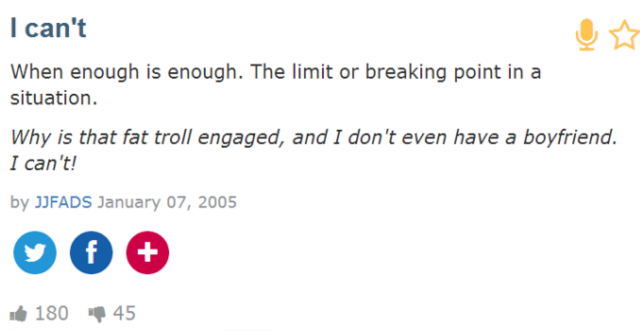 I can't
When enough is enough. The limit or breaking point in a
situation.
Why is that fat troll engaged, and I don't even have a boyfriend.
I can't!
by JJFADS January 07, 2005
f
180 45